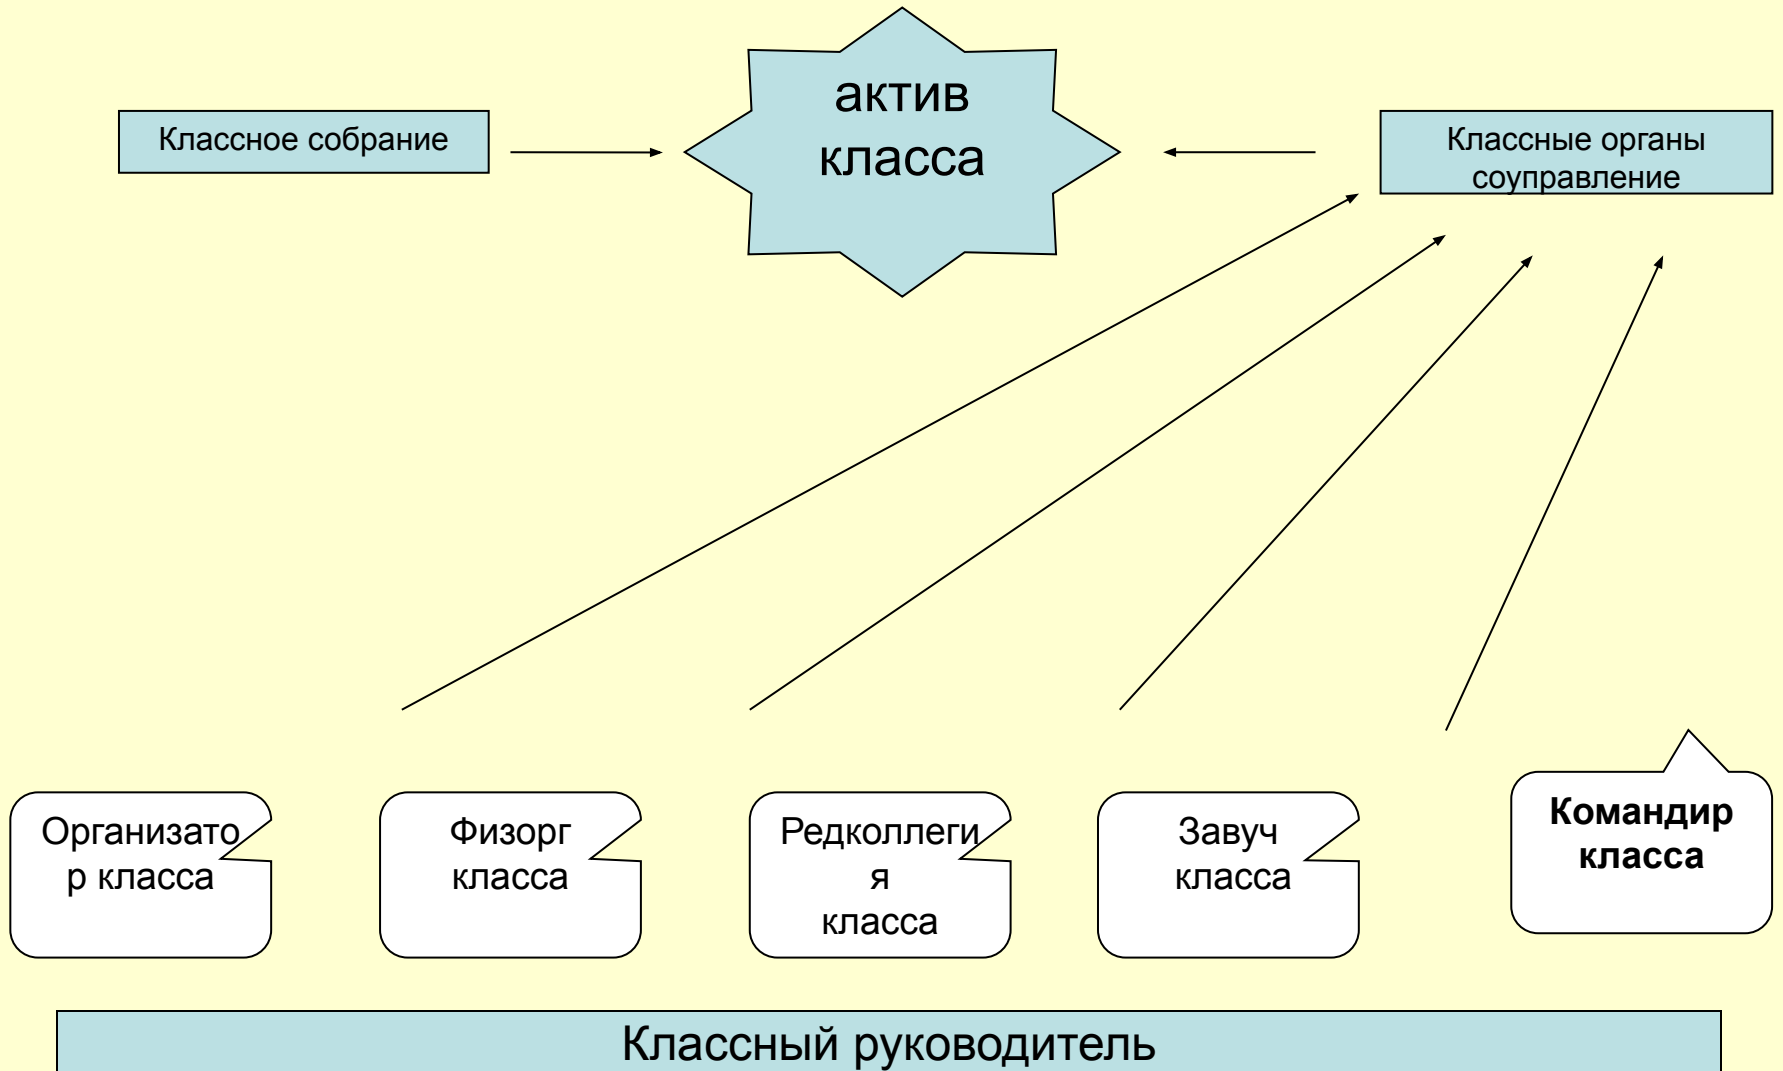 актив
класса
Классное собрание
Классные органы
соуправление
Организато
р класса
Физорг
класса
Редколлеги
я
класса
Завуч
класса
Командир
класса
Классный руководитель